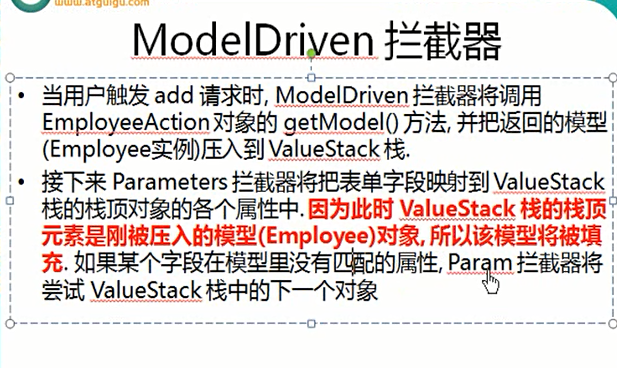 www.atguigu.com
ModelDriven 拦截器
• 当用户触发 add 请求时, ModelDriven 拦截器将调用
EmployeeAction 对象的 getModel() 方法, 并把返回的模型
(Employee实例)压入到 ValueStack 栈.
• 接下来 Parameters 拦截器将把表单字段映射到 ValueStack
栈的栈顶对象的各个属性中. 因为此时 ValueStack 栈的栈顶
元素是刚被压入的模型(Employee)对象, 所以该模型将被填
充. 如果某个字段在模型里没有匹配的属性, Param 拦截器将
尝试 ValueStack 栈中的下一个对象